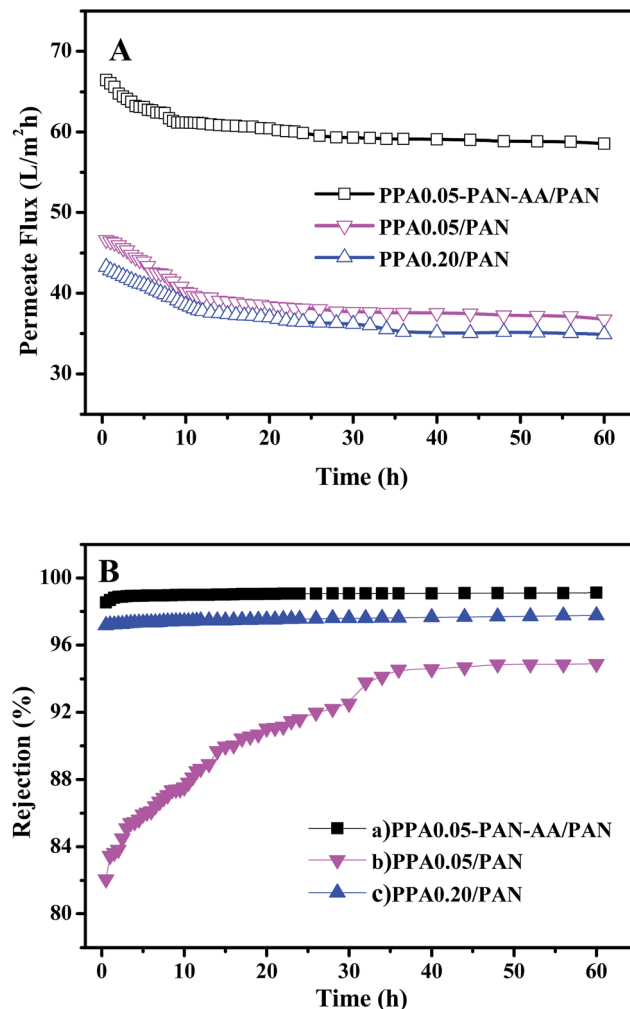 A
70
60
50
40
30
Permeate Flux (L/m²h)
PPA0.05-PAN-AA/PAN
PPA0.05/PAN
PPA0.20/PAN
0 10 20 30 40 50 60
Time (h)
B
100
96
92
88
84
80
Rejection (%)
a)PPA0.05-PAN-AA/PAN
b)PPA0.05/PAN
c)PPA0.20/PAN
0 10 20 30 40 50 60
Time (h)